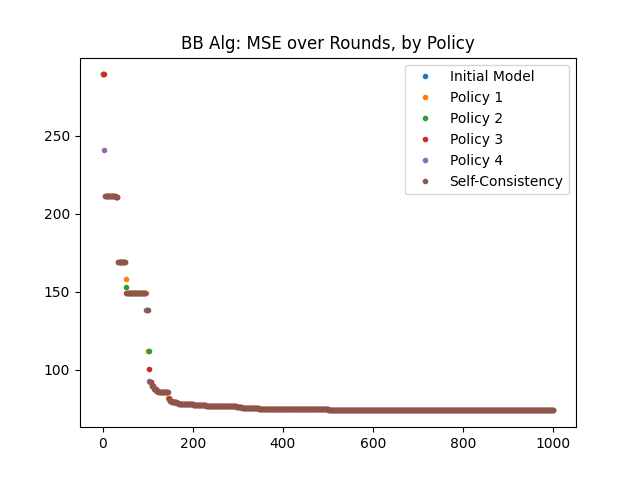 BB Alg: MSE over Rounds, by Policy
Initial Model
Policy 1
Policy 2
Policy 3
Policy 4
Self-Consistency
250
200
150
100
0 200 400 600 800 1000